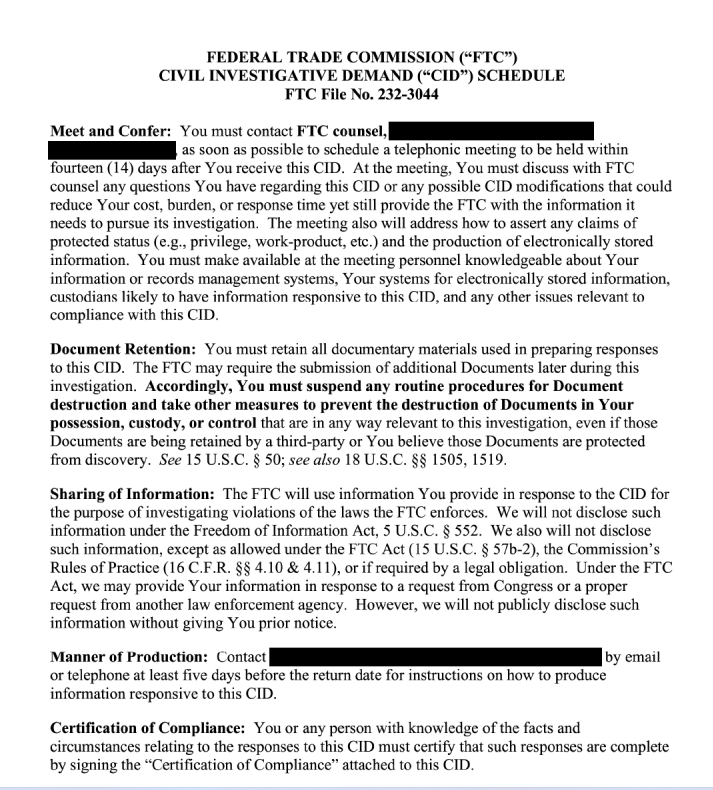 FEDERAL TRADE COMMISSION (“FTC”)
CIVIL INVESTIGATIVE DEMAND (“CID”) SCHEDULE
FTC File No. 232-3044
Meet and Confer: You must contact FTC counsel,
, as soon as possible to schedule a telephonic meeting to be held within
fourteen (14) days after You receive this CID. At the meeting, You must discuss with FTC
counsel any questions You have regarding this CID or any possible CID modifications that could
reduce Your cost, burden, or response time yet still provide the FTC with the information it
needs to pursue its investigation. The meeting also will address how to assert any claims of
protected status (e.g., privilege, work-product, etc.) and the production of electronically stored
information. You must make available at the meeting personnel knowledgeable about Your
information or records management systems, Your systems for electronically stored information,
custodians likely to have information responsive to this CID, and any other issues relevant to
compliance with this CID.
Document Retention: You must retain all documentary materials used in preparing responses
to this CID. The FTC may require the submission of additional Documents later during this
investigation. Accordingly, You must suspend any routine procedures for Document
destruction and take other measures to prevent the destruction of Documents in Your
possession, custody, or control that are in any way relevant to this investigation, even if those
Documents are being retained by a third-party or You believe those Documents are protected
from discovery. See 15 U.S.C. § 50; see also 18 U.S.C. §§ 1505, 1519.
Sharing of Information: The FTC will use information You provide in response to the CID for
the purpose of investigating violations of the laws the FTC enforces. We will not disclose such
information under the Freedom of Information Act, 5 U.S.C. § 552. We also will not disclose
such information, except as allowed under the FTC Act (15 U.S.C. § 57b-2), the Commission’s
Rules of Practice (16 C.F.R. §§ 4.10 & 4.11), or if required by a legal obligation. Under the FTC
Act, we may provide Your information in response to a request from Congress or a proper
request from another law enforcement agency. However, we will not publicly disclose such
information without giving You prior notice.
Manner of Production: Contact by email
or telephone at least five days before the return date for instructions on how to produce
information responsive to this CID.
Certification of Compliance: You or any person with knowledge of the facts and
circumstances relating to the responses to this CID must certify that such responses are complete
by signing the “Certification of Compliance” attached to this CID.